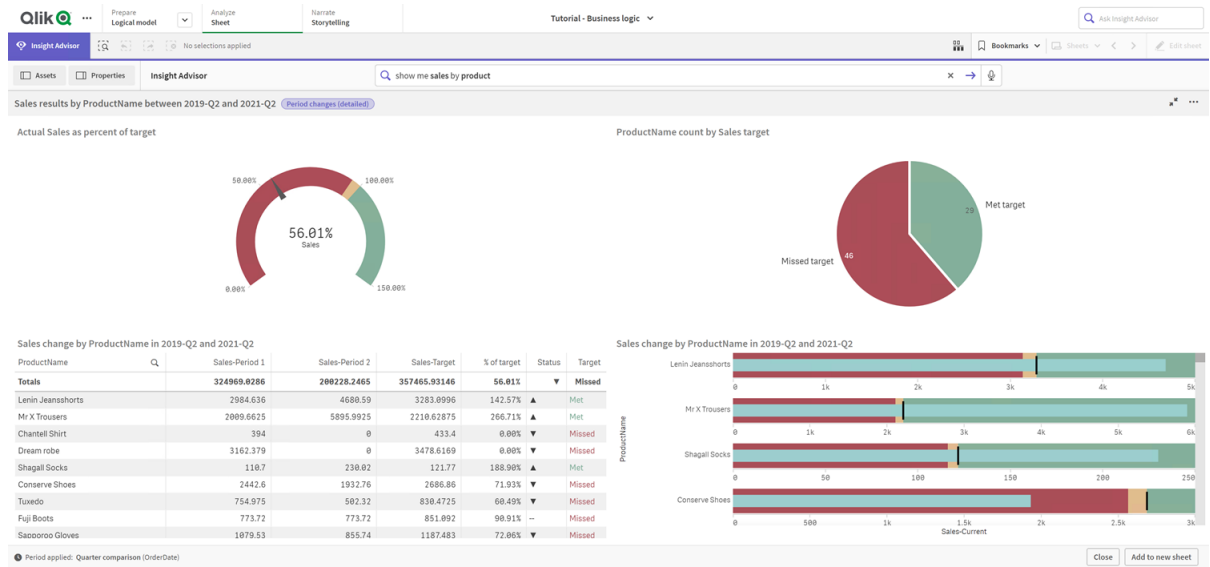 Qlik
Prepare
Logical model
Analyze
Sheet
Narrate
Storytelling
Tutorial - Business logic
Ask Insight Advisor
Insight Advisor
No selections applied
Bookmarks
Sheets
Edit sheet
Assets
Properties
Insight Advisor
show me sales by product
Sales results by ProductName between 2019-Q2 and 2021-Q2 Period changes (detailed)
Actual Sales as percent of target
50.00% 100.00%
56.01%
Sales
0.00% 150.00%
ProductName count by Sales target
Met target
Missed target 46
Sales change by ProductName in 2019-Q2 and 2021-Q2
ProductName Sales-Period 1 Sales-Period 2 Sales-Target % of target Status Target
Totals 324969.0286 200228.2465 357465.93146 56.01% ▼ Missed
Lenin Jeansshorts 2984.636 4680.59 3283.0996 142.57% ▲ Met
Mr X Trousers 2009.6625 5895.9925 2210.62875 266.71% ▲ Met
Chantell Shirt 394 0 433.4 0.00% ▼ Missed
Dream robe 3162.379 0 3478.6169 0.00% ▼ Missed
Shagall Socks 110.7 230.02 121.77 188.90% ▲ Met
Conserve Shoes 2442.6 1932.76 2686.86 71.93% ▼ Missed
Tuxedo 754.975 502.32 830.4725 60.49% ▼ Missed
Fuji Boots 773.72 773.72 851.092 90.91% -- Missed
Sapporoo Gloves 1079.53 855.74 1187.483 72.06% ▼ Missed
Sales change by ProductName in 2019-Q2 and 2021-Q2
ProductName
Lenin Jeansshorts
0 1k 2k 3k 4k 5k
Mr X Trousers
0 1k 2k 3k 4k 5k 6k
Shagall Socks
0 50 100 150 200 250
Conserve Shoes
0 500 1k 1.5k 2k 2.5k 3k
Sales-Current
Period applied: Quarter comparison (OrderDate)
Close
Add to new sheet